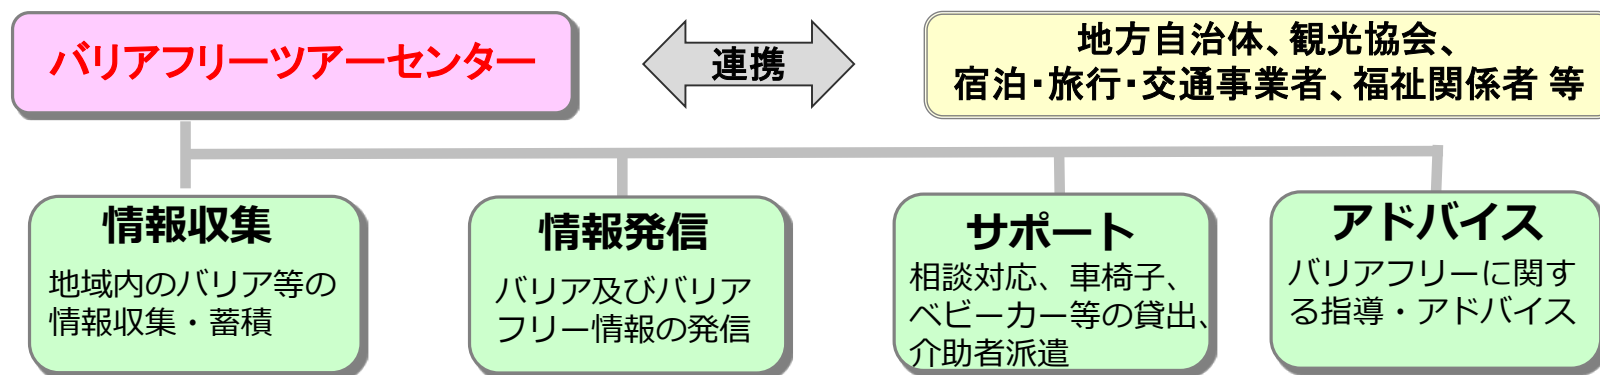 バリアフリーツアーセンター
連携
地方自治体、観光協会、
宿泊・旅行・交通事業者、福祉関係者 等
情報収集
地域内のバリア等の
情報収集・蓄積
情報発信
バリア及びバリア
フリー情報の発信
サポート
相談対応、車椅子、
ベビーカー等の貸出、
介助者派遣
アドバイス
バリアフリーに関す
る指導・アドバイス